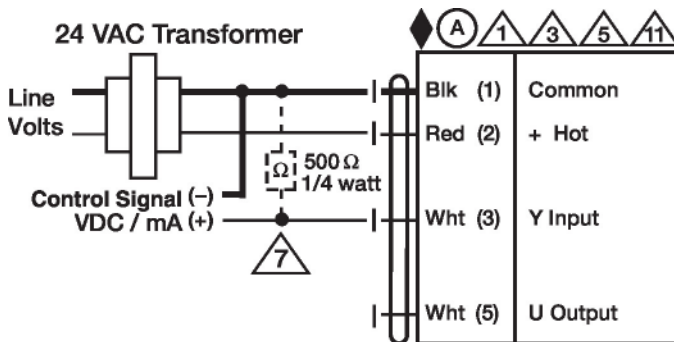 24 VAC Transformer
A 1 3 5 11
Line
Volts
Blk (1) Common
Red (2) + Hot
Ω 500 Ω
1/4 watt
Control Signal (–)
VDC / mA (+)
Wht (3) Y Input
7
Wht (5) U Output